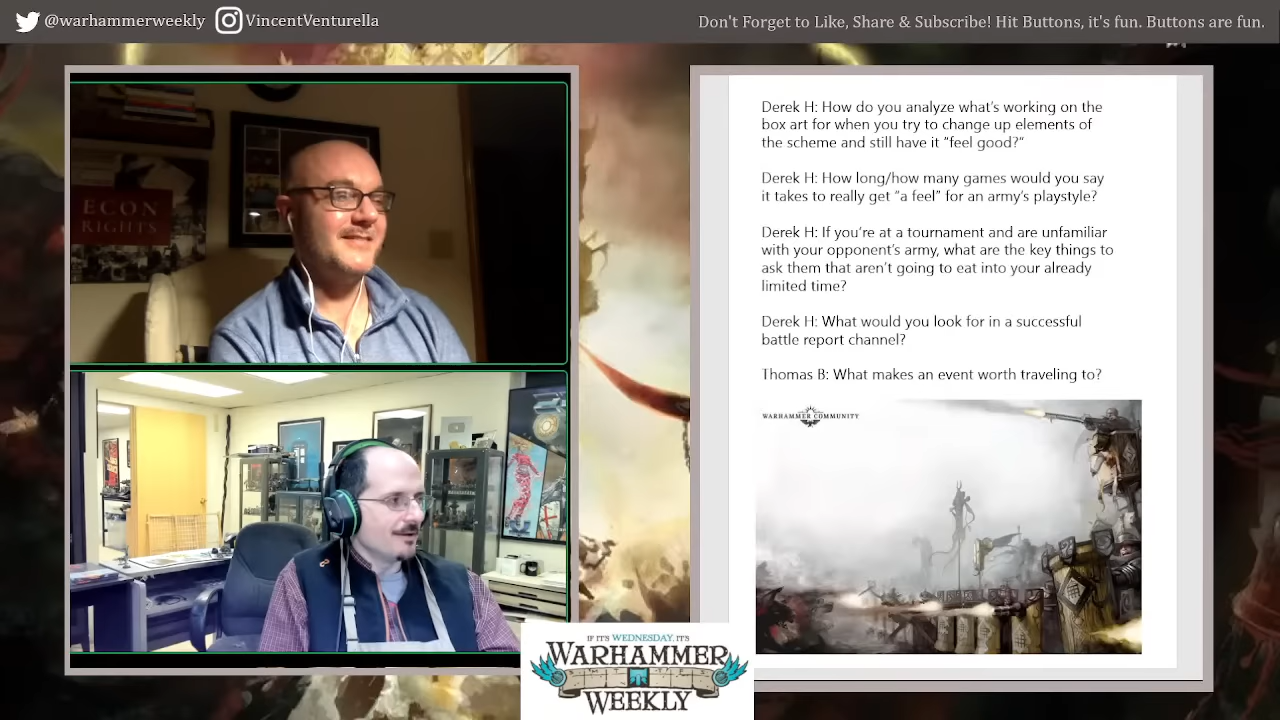 @warhammerweekly
VincentVenturella
Don't Forget to Like, Share & Subscribe! Hit Buttons, it's fun. Buttons are fun.
ECON
RIGHTS
Derek H: How do you analyze what's working on the
box art for when you try to change up elements of
the scheme and still have it "feel good?"
Derek H: How long/how many games would you say
it takes to really get "a feel" for an army's playstyle?
Derek H: If you're at a tournament and are unfamiliar
with your opponent's army, what are the key things to
ask them that aren't going to eat into your already
limited time?
Derek H: What would you look for in a successful
battle report channel?
Thomas B: What makes an event worth traveling to?
WARHAMMER COMMUNITY
IF IT'S WEDNESDAY, IT'S
WARHAMMER
WEEKLY